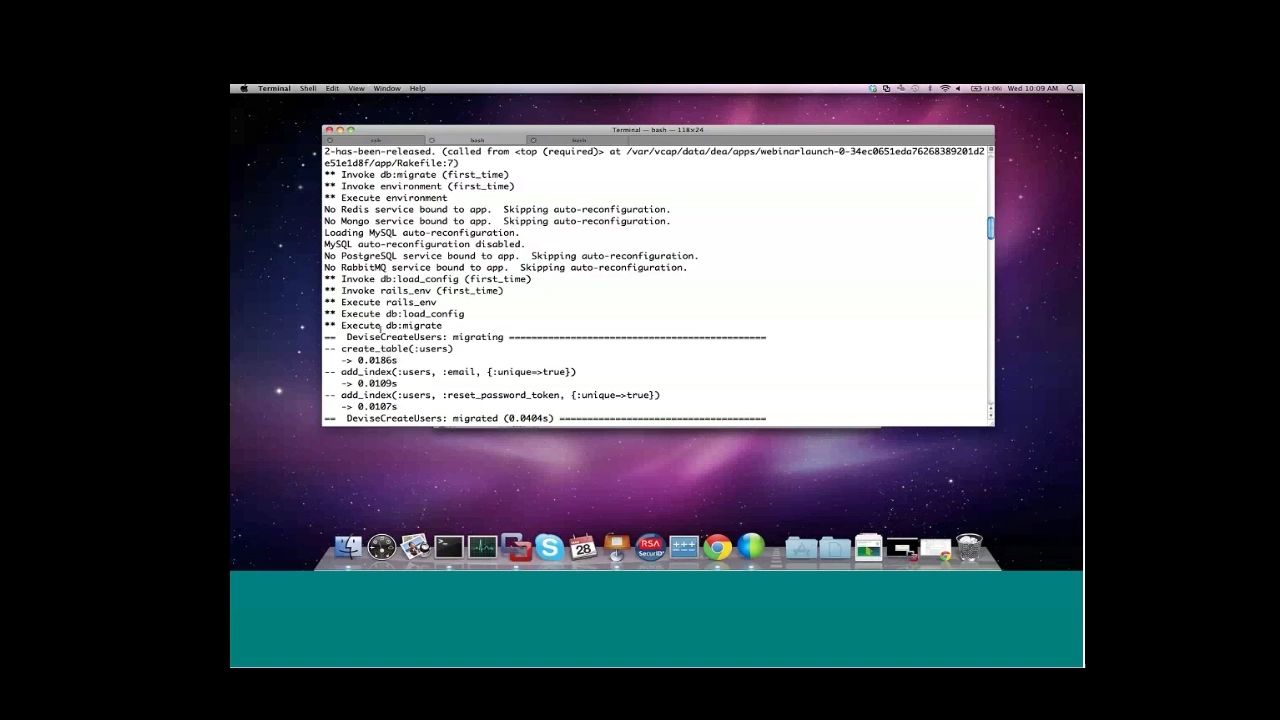 Terminal Shell Edit View Window Help (1:06) Wed 10:09 AM
Terminal — bash — 118×24
ssh bash bash
2-has-been-released. (called from <top (required)> at /var/vcap/data/dea/apps/webinarlaunch-0-34ec0651eda76268389201d2
e51e1d8f/app/Rakefile:7)
** Invoke db:migrate (first_time)
** Invoke environment (first_time)
** Execute environment
No Redis service bound to app.  Skipping auto-reconfiguration.
No Mongo service bound to app.  Skipping auto-reconfiguration.
Loading MySQL auto-reconfiguration.
MySQL auto-reconfiguration disabled.
No PostgreSQL service bound to app.  Skipping auto-reconfiguration.
No RabbitMQ service bound to app.  Skipping auto-reconfiguration.
** Invoke db:load_config (first_time)
** Invoke rails_env (first_time)
** Execute rails_env
** Execute db:load_config
** Execute db:migrate
==  DeviseCreateUsers: migrating =============================================
-- create_table(:users)
   -> 0.0186s
-- add_index(:users, :email, {:unique=>true})
   -> 0.0109s
-- add_index(:users, :reset_password_token, {:unique=>true})
   -> 0.0107s
==  DeviseCreateUsers: migrated (0.0404s) ====================================
28
RSA
SecurID